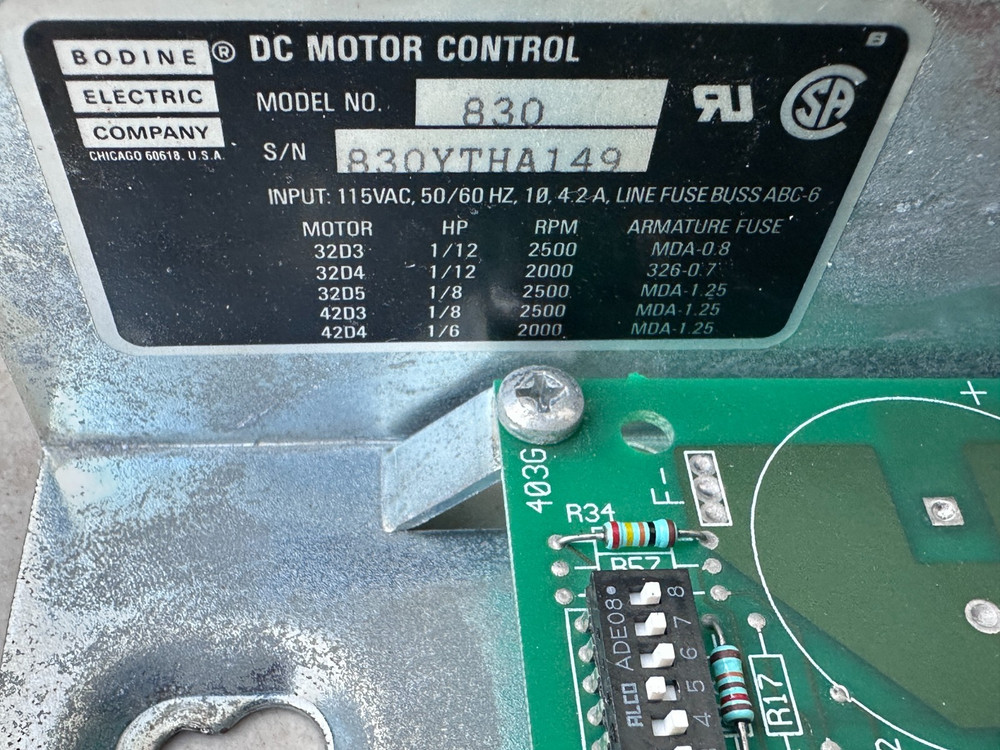 BODINE® DC MOTOR CONTROL
ELECTRIC
COMPANY
CHICAGO 60618, U.S.A.
MODEL NO. 830
S/N 830YTHA149
SA
INPUT: 115VAC, 50/60 HZ, 1Ø, 4.2 A, LINE FUSE BUSS ABC-6
MOTOR HP RPM ARMATURE FUSE
32D3 1/12 2500 MDA-0.8
32D4 1/12 2000 326-0.7
32D5 1/8 2500 MDA-1.25
42D3 1/8 2500 MDA-1.25
42D4 1/6 2000 MDA-1.25
+
403G
F-
R34
R57
ALCO ADE08
8
7
6
5
4
R17
2